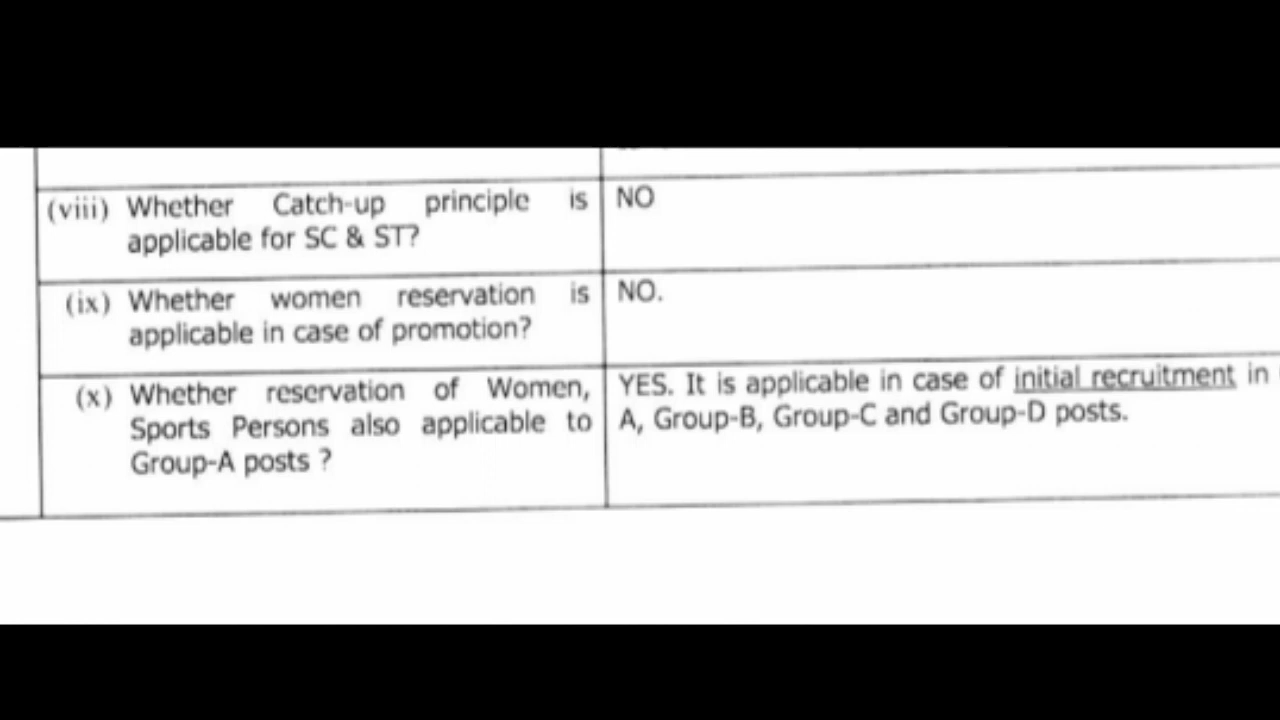 (viii) Whether Catch-up principle is
applicable for SC & ST?
NO
(ix) Whether women reservation is
applicable in case of promotion?
NO.
(x) Whether reservation of Women,
Sports Persons also applicable to
Group-A posts ?
YES. It is applicable in case of initial recruitment in
A, Group-B, Group-C and Group-D posts.